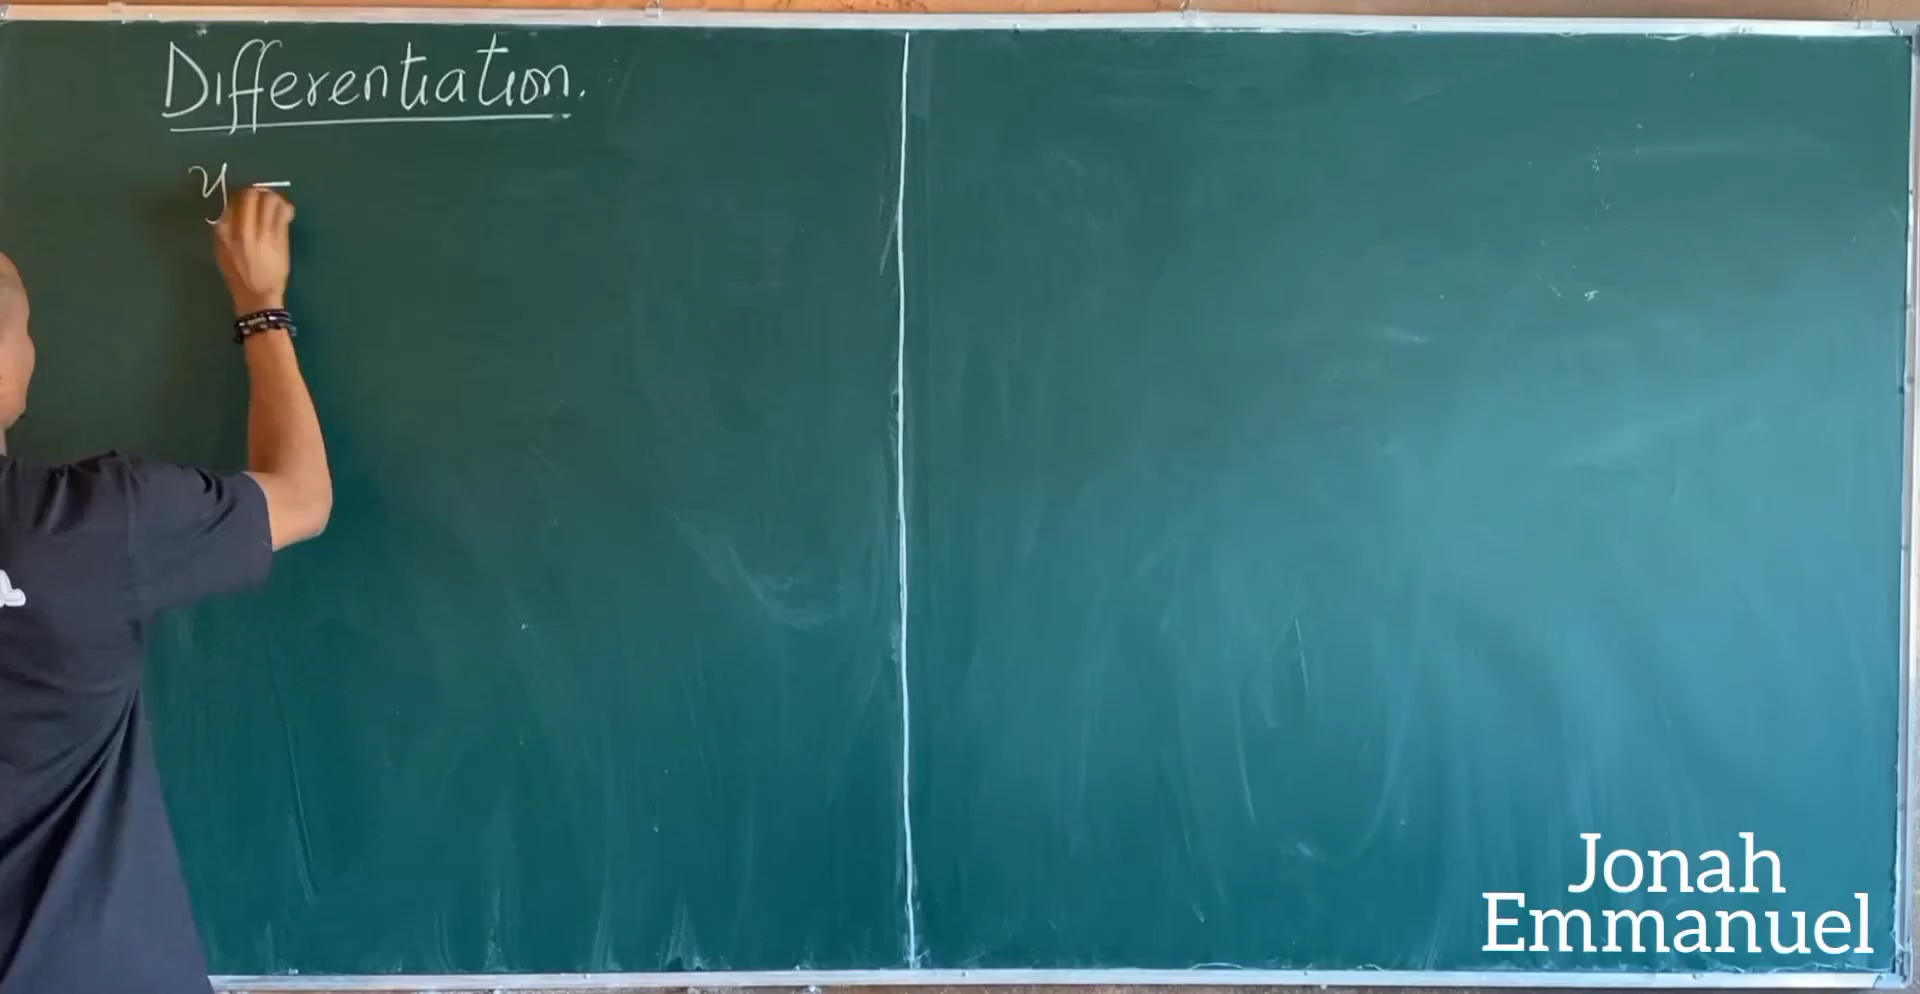 Differentiation.
y =
Jonah
Emmanuel